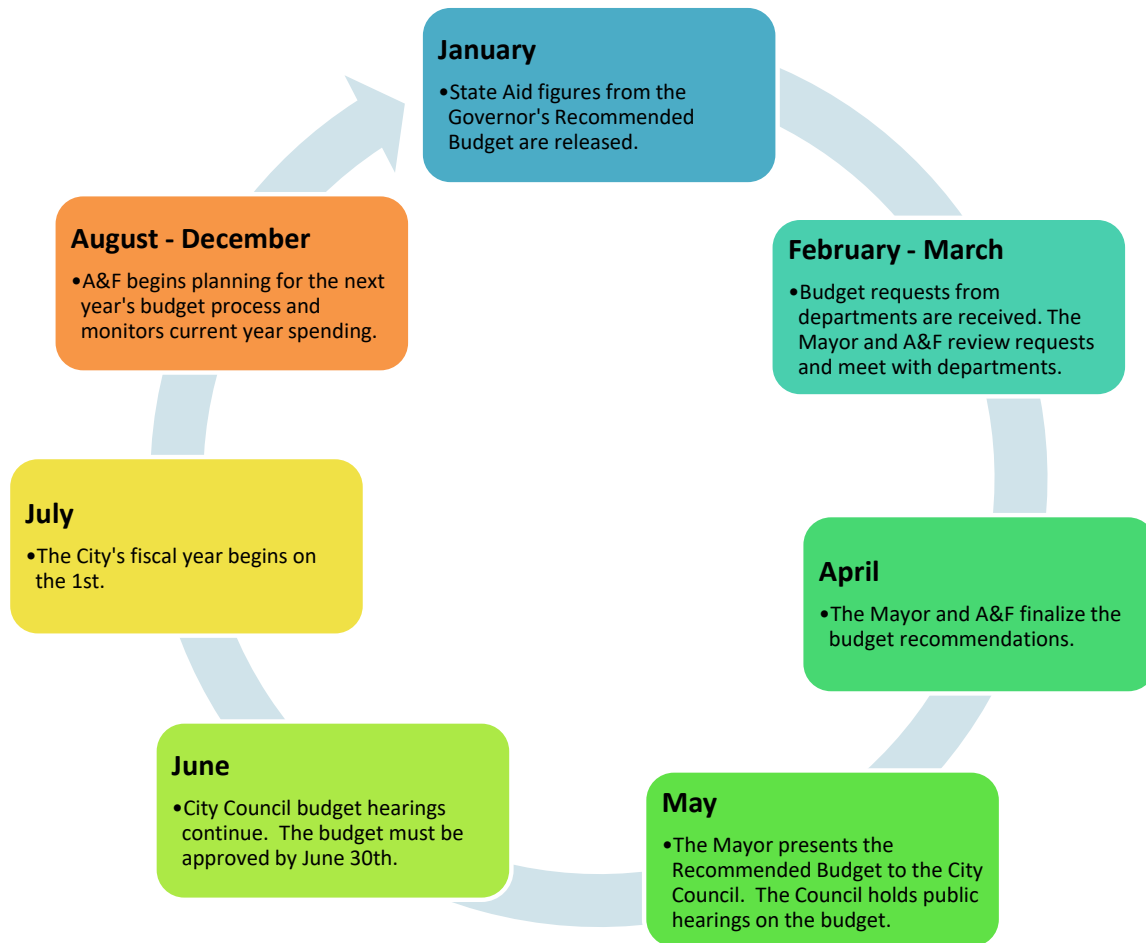 January
•State Aid figures from the
Governor's Recommended
Budget are released.
February - March
•Budget requests from
departments are received. The
Mayor and A&F review requests
and meet with departments.
April
•The Mayor and A&F finalize the
budget recommendations.
May
•The Mayor presents the
Recommended Budget to the City
Council.  The Council holds public
hearings on the budget.
June
•City Council budget hearings
continue.  The budget must be
approved by June 30th.
July
•The City's fiscal year begins on
the 1st.
August - December
•A&F begins planning for the next
year's budget process and
monitors current year spending.